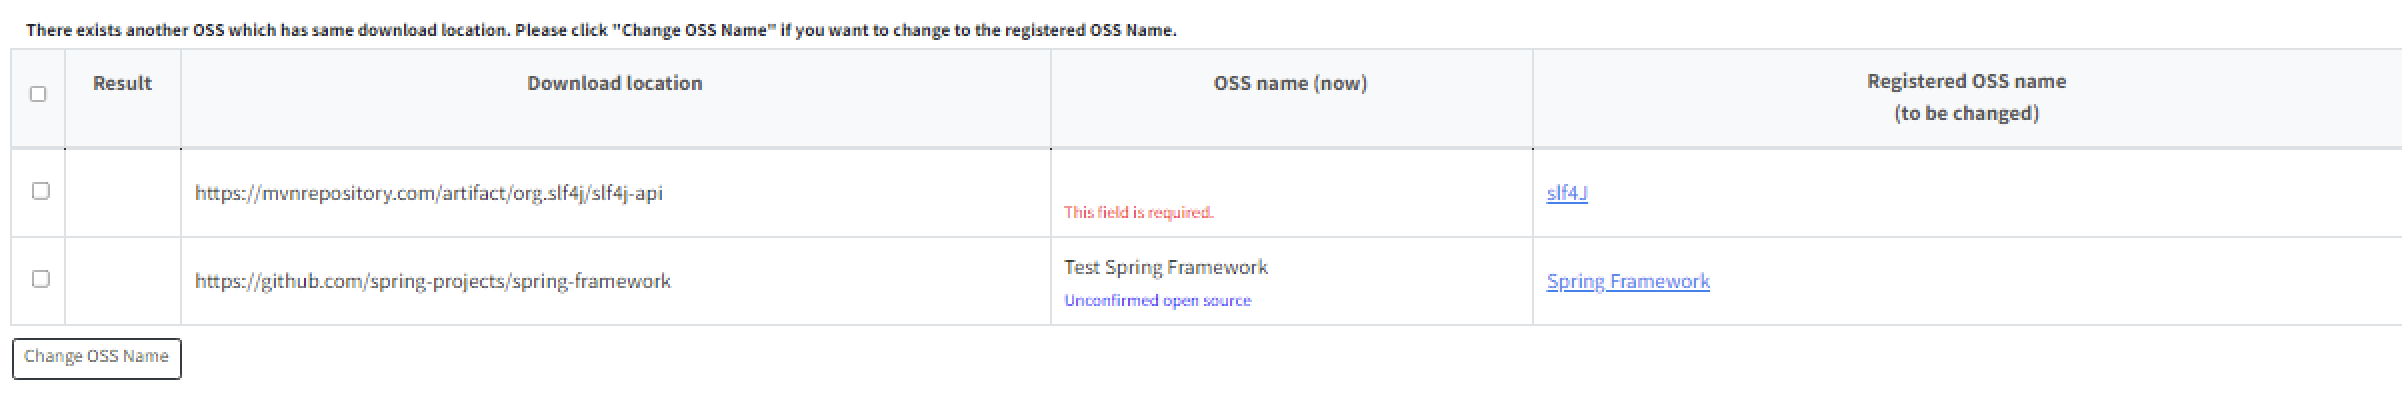 There exists another OSS which has same download location. Please click "Change OSS Name" if you want to change to the registered OSS Name.
Result Download location OSS name (now) Registered OSS name
(to be changed)
https://mvnrepository.com/artifact/org.slf4j/slf4j-api slf4J
This field is required.
Test Spring Framework
https://github.com/spring-projects/spring-framework Spring Framework
Unconfirmed open source
Change OSS Name